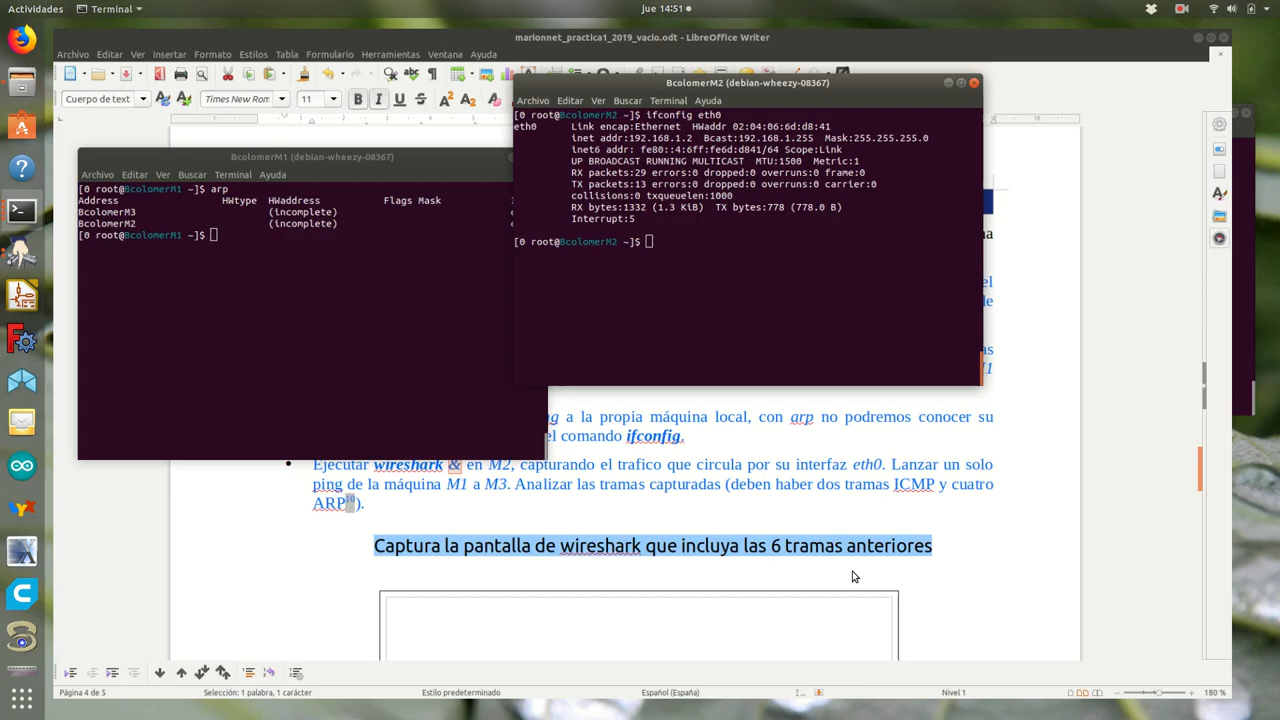 Actividades
Terminal
jue 14:51
marionnet_practica1_2019_vacio.odt - LibreOffice Writer
Archivo Editar Ver Insertar Formato Estilos Tabla Formulario Herramientas Ventana Ayuda
Cuerpo de text
Times New Rom
11
BcolomerM2 (debian-wheezy-08367)
Archivo Editar Ver Buscar Terminal Ayuda
[0 root@BcolomerM2 ~]$ ifconfig eth0
eth0 Link encap:Ethernet HWaddr 02:04:06:6d:d8:41
inet addr:192.168.1.2 Bcast:192.168.1.255 Mask:255.255.255.0
inet6 addr: fe80::4:6ff:fe6d:d841/64 Scope:Link
UP BROADCAST RUNNING MULTICAST MTU:1500 Metric:1
RX packets:29 errors:0 dropped:0 overruns:0 frame:0
TX packets:13 errors:0 dropped:0 overruns:0 carrier:0
collisions:0 txqueuelen:1000
RX bytes:1332 (1.3 KiB) TX bytes:778 (778.0 B)
Interrupt:5
[0 root@BcolomerM2 ~]$
BcolomerM1 (debian-wheezy-08367)
Archivo Editar Ver Buscar Terminal Ayuda
[0 root@BcolomerM1 ~]$ arp
Address HWtype HWaddress Flags Mask
BcolomerM3 (incomplete) e
BcolomerM2 (incomplete) e
[0 root@BcolomerM1 ~]$
na
el
de
as
M1
ng a la propia máquina local, con arp no podremos conocer su
el comando ifconfig.
• Ejecutar wireshark & en M2, capturando el trafico que circula por su interfaz eth0. Lanzar un solo
ping de la máquina M1 a M3. Analizar las tramas capturadas (deben haber dos tramas ICMP y cuatro
ARP10).
Captura la pantalla de wireshark que incluya las 6 tramas anteriores
Página 4 de 5
Selección: 1 palabra, 1 carácter
Estilo predeterminado
Español (España)
Nivel 1
180 %